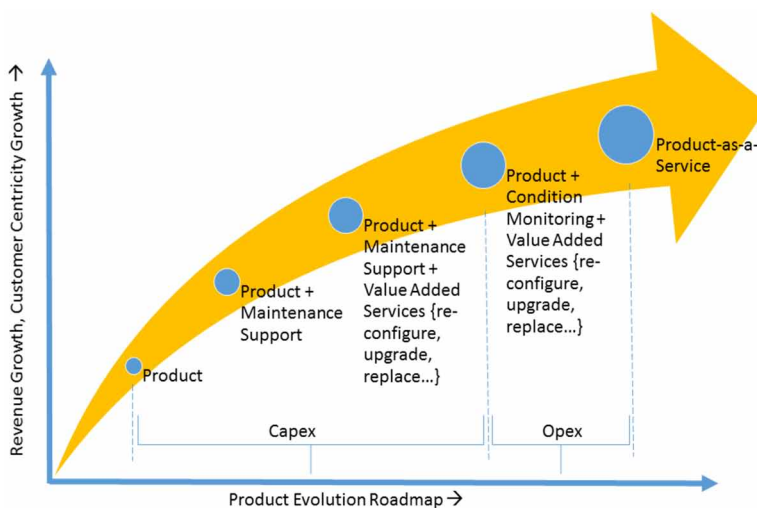 Revenue Growth, Customer Centricity Growth →
Product
Product +
Maintenance
Support
Product +
Maintenance
Support +
Value Added
Services {re-
configure,
upgrade,
replace...}
Product +
Condition
Monitoring +
Value Added
Services {re-
configure,
upgrade,
replace...}
Product-as-a-
Service
Capex
Opex
Product Evolution Roadmap →